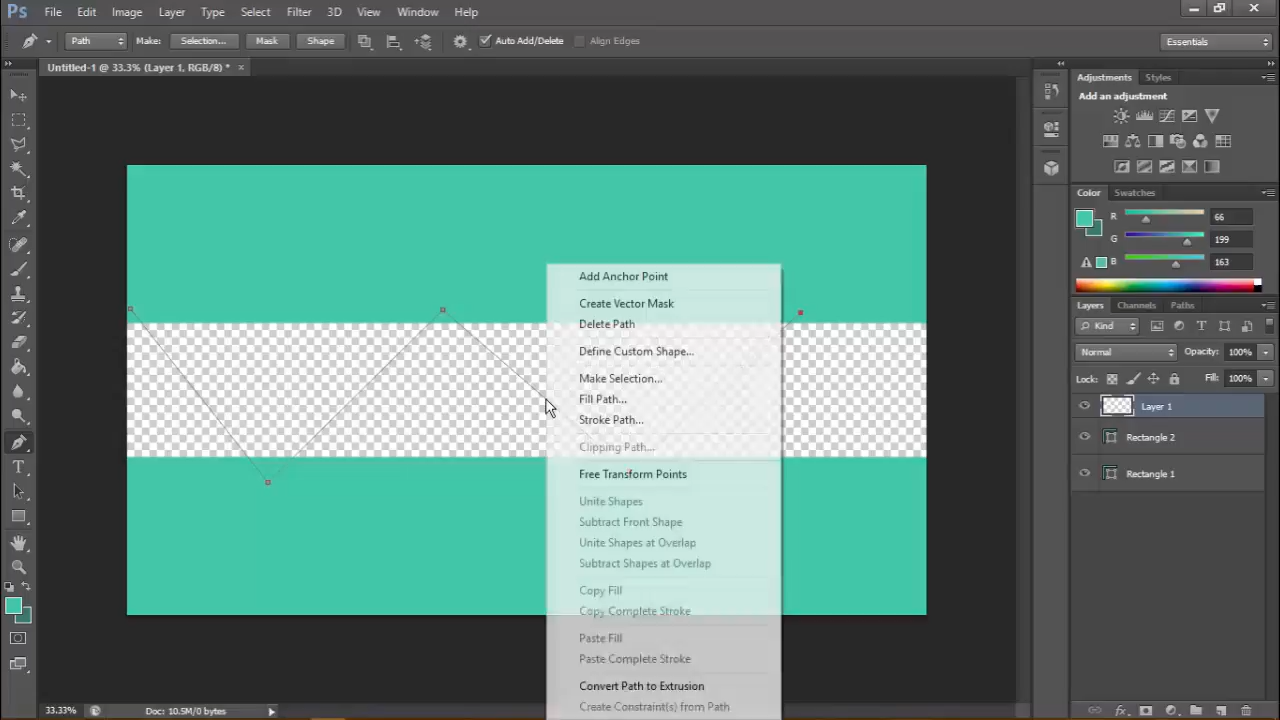 Ps File Edit Image Layer Type Select Filter 3D View Window Help
Path Make: Selection... Mask Shape Auto Add/Delete Align Edges Essentials
Untitled-1 @ 33.3% (Layer 1, RGB/8) * ×
Adjustments Styles
Add an adjustment
Color Swatches
R 66
G 199
B 163
Layers Channels Paths
Kind
Normal Opacity: 100%
Lock: Fill: 100%
Layer 1
Rectangle 2
Rectangle 1
Add Anchor Point
Create Vector Mask
Delete Path
Define Custom Shape...
Make Selection...
Fill Path...
Stroke Path...
Clipping Path...
Free Transform Points
Unite Shapes
Subtract Front Shape
Unite Shapes at Overlap
Subtract Shapes at Overlap
Copy Fill
Copy Complete Stroke
Paste Fill
Paste Complete Stroke
Convert Path to Extrusion
Create Constraint(s) from Path
33.33% Doc: 10.5M/0 bytes